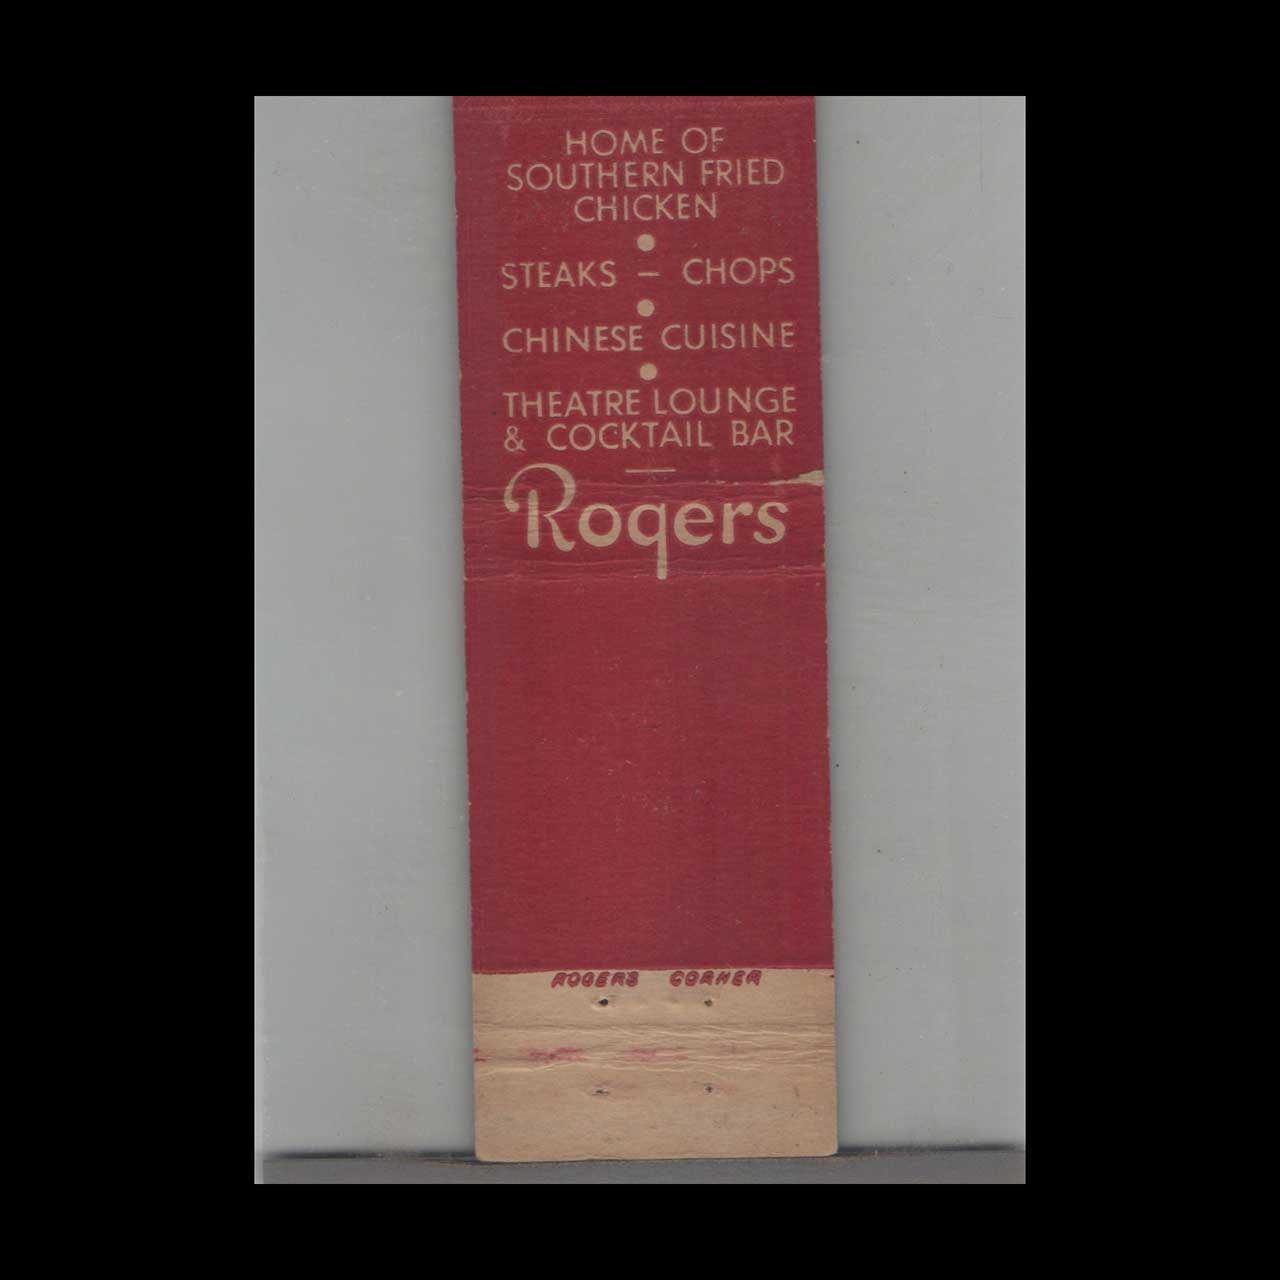 HOME OF
SOUTHERN FRIED
CHICKEN
STEAKS – CHOPS
CHINESE CUISINE
THEATRE LOUNGE
& COCKTAIL BAR
Rogers
ROGERS CORNER